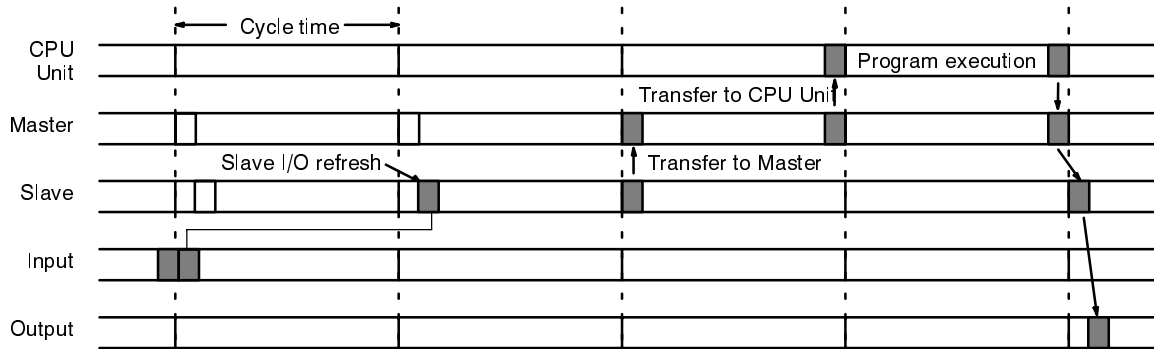 Cycle time
CPU
Unit
Program execution
Transfer to CPU Unit
Master
Slave I/O refresh
Transfer to Master
Slave
Input
Output